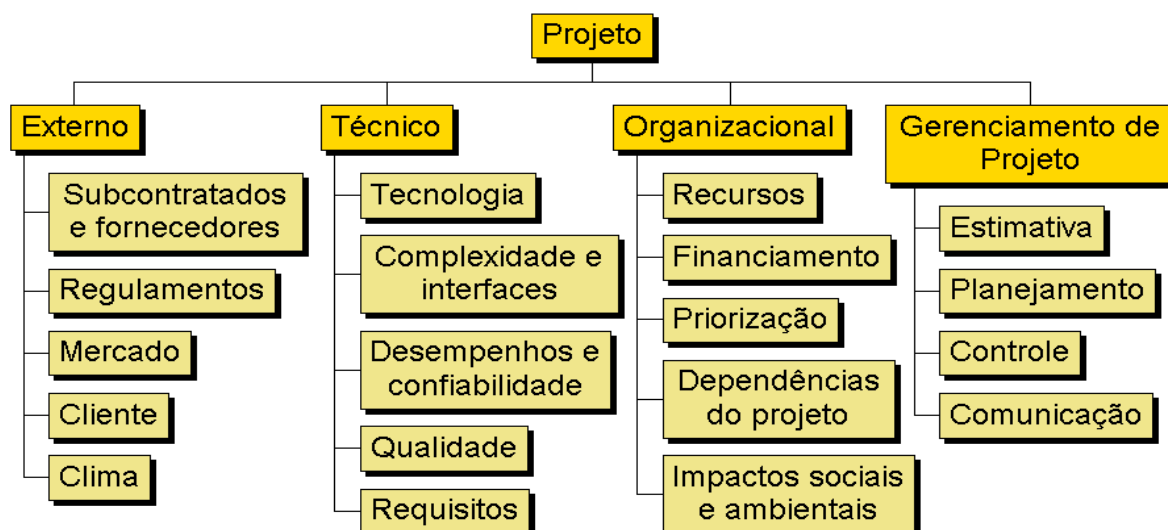 Projeto
Externo
Subcontratados
e fornecedores
Regulamentos
Mercado
Cliente
Clima
Técnico
Tecnologia
Complexidade e
interfaces
Desempenhos e
confiabilidade
Qualidade
Requisitos
Organizacional
Recursos
Financiamento
Priorização
Dependências
do projeto
Impactos sociais
e ambientais
Gerenciamento de
Projeto
Estimativa
Planejamento
Controle
Comunicação